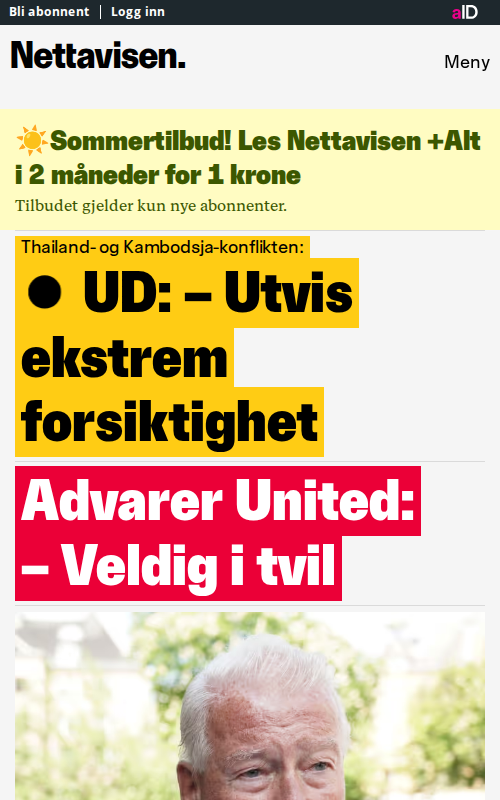 Bli abonnent | Logg inn
aID
Nettavisen.
Meny
☀️Sommertilbud! Les Nettavisen +Alt
i 2 måneder for 1 krone
Tilbudet gjelder kun nye abonnenter.
Thailand- og Kambodsja-konflikten:
● UD: – Utvis
ekstrem
forsiktighet
Advarer United:
– Veldig i tvil